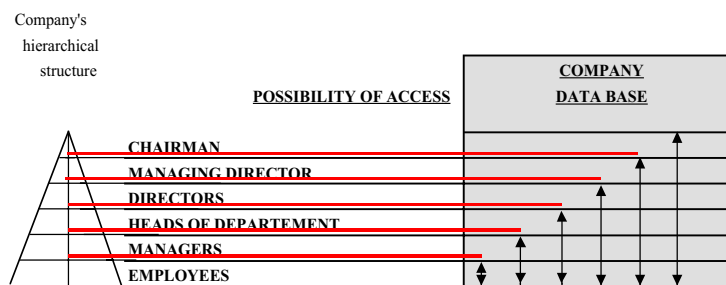 Company's
hierarchical
structure
POSSIBILITY OF ACCESS
COMPANY
DATA BASE
CHAIRMAN
MANAGING DIRECTOR
DIRECTORS
HEADS OF DEPARTEMENT
MANAGERS
EMPLOYEES